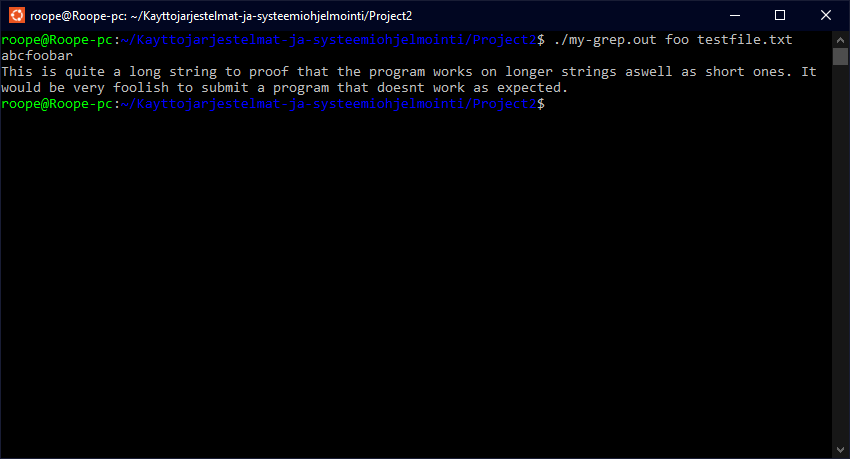 roope@Roope-pc: ~/Kayttojarjestelmat-ja-systeemiohjelmointi/Project2
roope@Roope-pc:~/Kayttojarjestelmat-ja-systeemiohjelmointi/Project2$ ./my-grep.out foo testfile.txt
abcfoobar
This is quite a long string to proof that the program works on longer strings aswell as short ones. It
would be very foolish to submit a program that doesnt work as expected.
roope@Roope-pc:~/Kayttojarjestelmat-ja-systeemiohjelmointi/Project2$